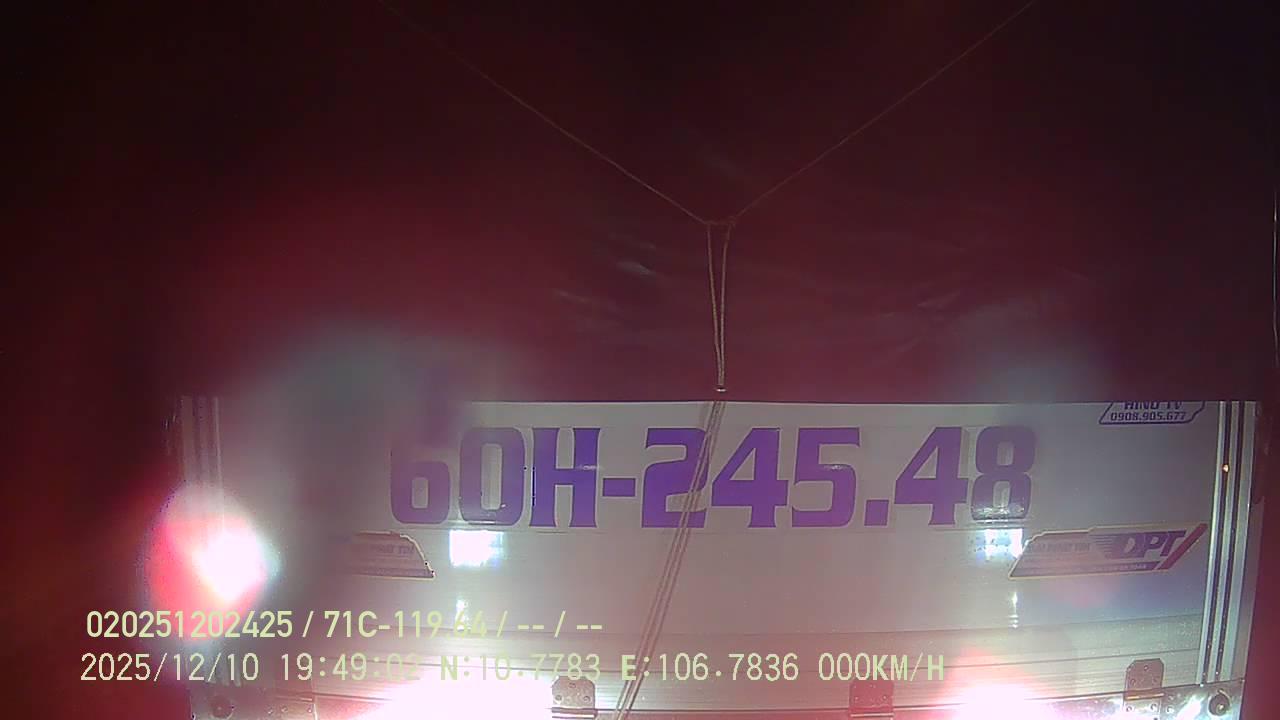 HINO TV
0908.905.677
60H-245.48
DPT
020251202425 / 71C-119.64 / -- / --
2025/12/10 19:49:02 N:10.7783 E:106.7836 000KM/H